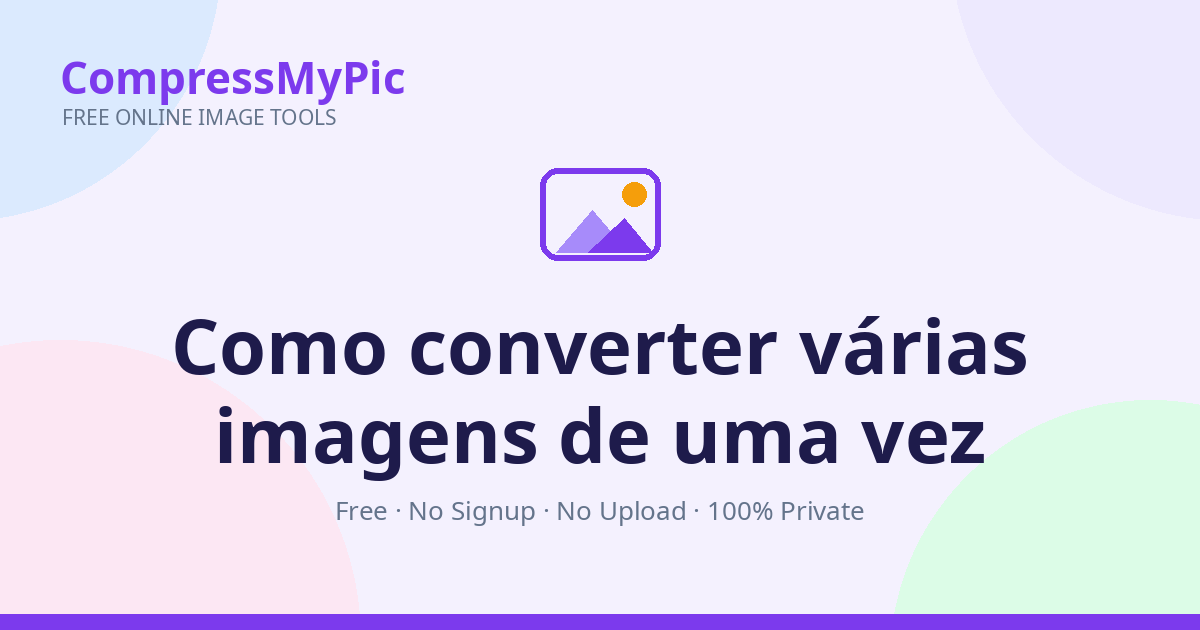 CompressMyPic
FREE ONLINE IMAGE TOOLS
Como converter várias
imagens de uma vez
Free · No Signup · No Upload · 100% Private